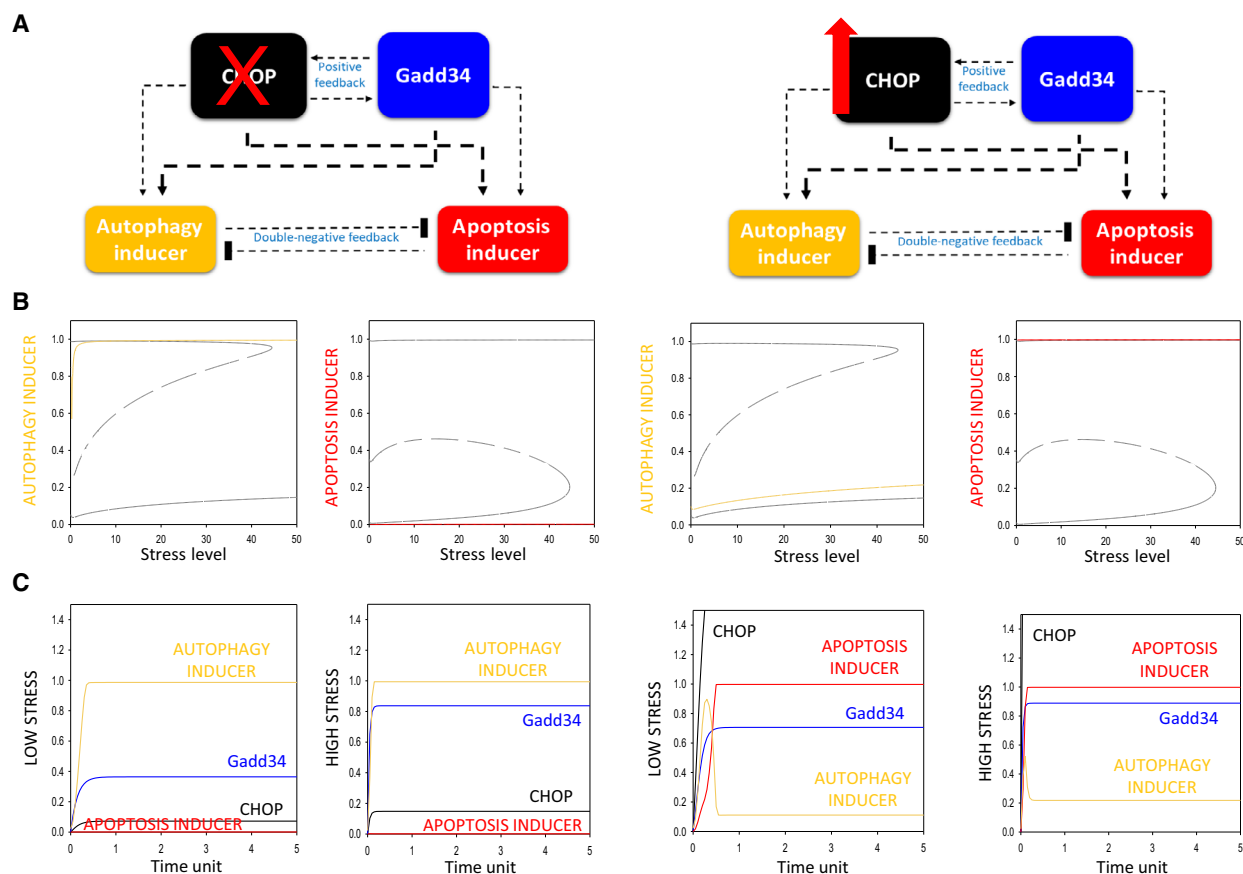 A
CHOP
Positive
feedback
Gadd34
Autophagy
inducer
Double-negative feedback
Apoptosis
inducer
CHOP
Positive
feedback
Gadd34
Autophagy
inducer
Double-negative feedback
Apoptosis
inducer
B
AUTOPHAGY INDUCER
1.0
0.8
0.6
0.4
0.2
0.0
0 10 20 30 40 50
Stress level
APOPTOSIS INDUCER
1.0
0.8
0.6
0.4
0.2
0.0
0 10 20 30 40 50
Stress level
AUTOPHAGY INDUCER
1.0
0.8
0.6
0.4
0.2
0.0
0 10 20 30 40 50
Stress level
APOPTOSIS INDUCER
1.0
0.8
0.6
0.4
0.2
0.0
0 10 20 30 40 50
Stress level
C
LOW STRESS
1.4
1.2
1.0
0.8
0.6
0.4
0.2
0.0
AUTOPHAGY
INDUCER
Gadd34
CHOP
APOPTOSIS INDUCER
0 1 2 3 4 5
Time unit
HIGH STRESS
1.4
1.2
1.0
0.8
0.6
0.4
0.2
0.0
AUTOPHAGY
INDUCER
Gadd34
CHOP
APOPTOSIS INDUCER
0 1 2 3 4 5
Time unit
LOW STRESS
1.4
1.2
1.0
0.8
0.6
0.4
0.2
0.0
CHOP
APOPTOSIS
INDUCER
Gadd34
AUTOPHAGY
INDUCER
0 1 2 3 4 5
Time unit
HIGH STRESS
1.4
1.2
1.0
0.8
0.6
0.4
0.2
0.0
CHOP
APOPTOSIS
INDUCER
Gadd34
AUTOPHAGY
INDUCER
0 1 2 3 4 5
Time unit